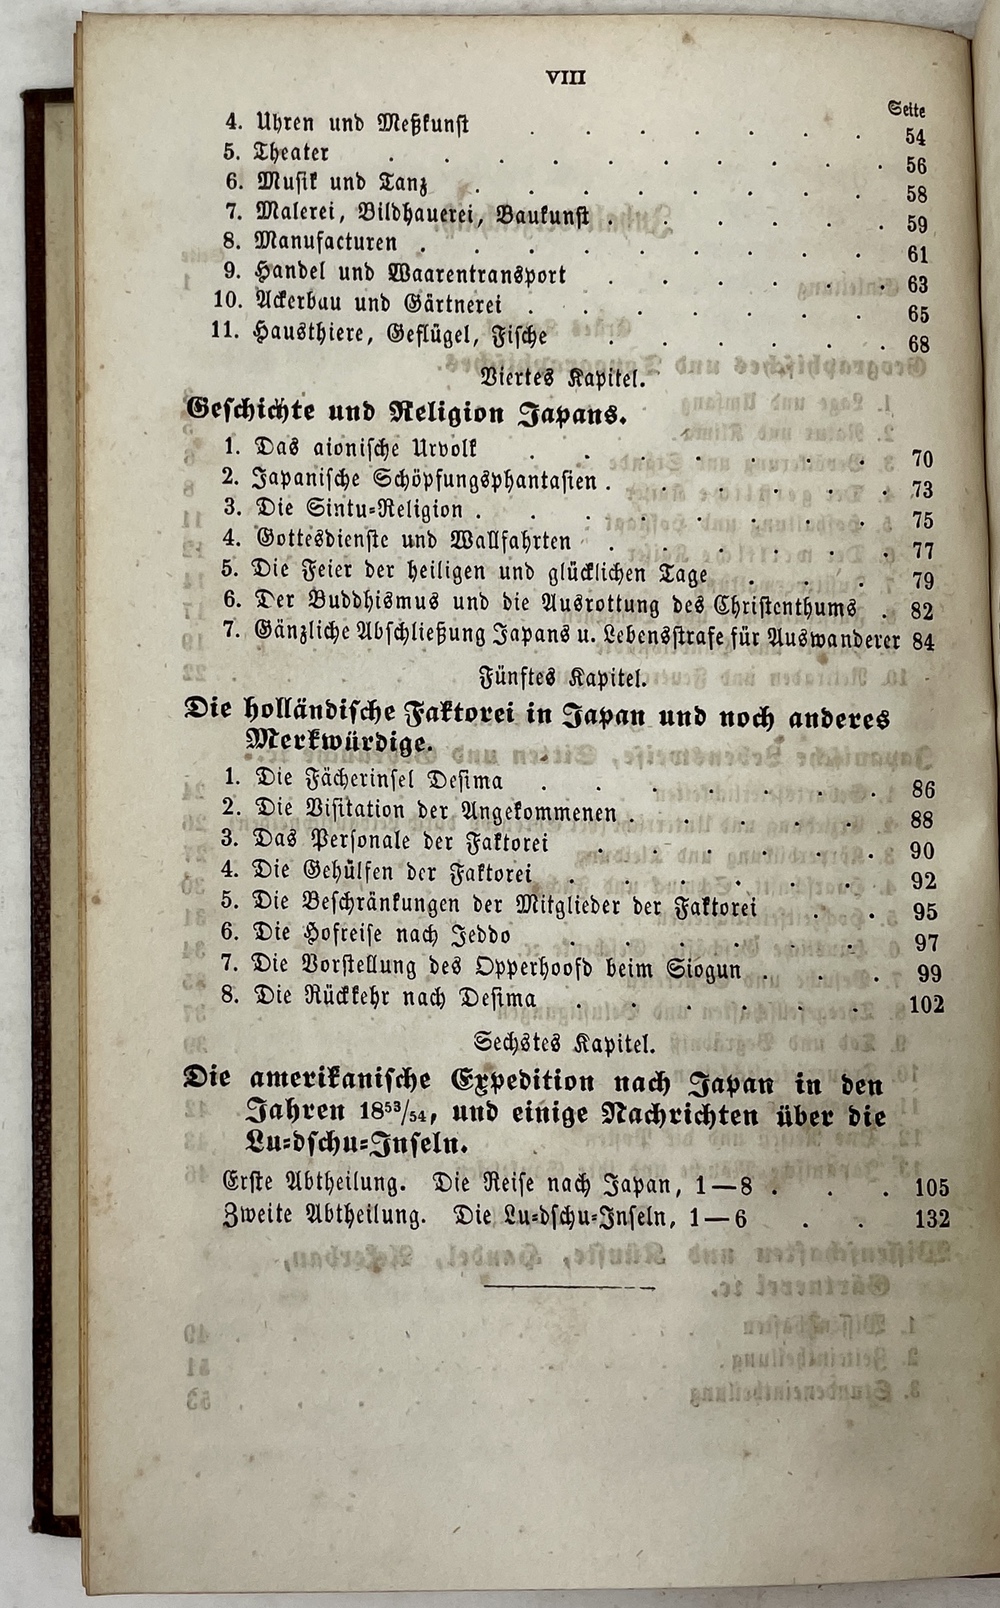 VIII
Seite
4. Uhren und Meßkunst . . . . . . . 54
5. Theater . . . . . . . . . . 56
6. Musik und Tanz . . . . . . . . 58
7. Malerei, Bildhauerei, Baukunst . . . . . . 59
8. Manufacturen . . . . . . . . . 61
9. Handel und Waarentransport . . . . . . 63
10. Ackerbau und Gärtnerei . . . . . . . 65
11. Hausthiere, Geflügel, Fische . . . . . . 68
Viertes Kapitel.
Geschichte und Religion Japans.
1. Das aionische Urvolk . . . . . . . 70
2. Japanische Schöpfungsphantasien . . . . . . 73
3. Die Sintu-Religion . . . . . . . . 75
4. Gottesdienste und Wallfahrten . . . . . . 77
5. Die Feier der heiligen und glücklichen Tage . . . 79
6. Der Buddhismus und die Ausrottung des Christenthums . 82
7. Gänzliche Abschließung Japans u. Lebensstrafe für Auswanderer 84
Fünftes Kapitel.
Die holländische Faktorei in Japan und noch anderes
Merkwürdige.
1. Die Fächerinsel Desima . . . . . . . 86
2. Die Visitation der Angekommenen . . . . . 88
3. Das Personale der Faktorei . . . . . . 90
4. Die Gehülfen der Faktorei . . . . . . 92
5. Die Beschränkungen der Mitglieder der Faktorei . . 95
6. Die Hofreise nach Jeddo . . . . . . 97
7. Die Vorstellung des Opperhoofd beim Siogun . . . 99
8. Die Rückkehr nach Desima . . . . . . 102
Sechstes Kapitel.
Die amerikanische Expedition nach Japan in den
Jahren 18⁵³/₅₄, und einige Nachrichten über die
Lu-dschu-Inseln.
Erste Abtheilung. Die Reise nach Japan, 1—8 . . . 105
Zweite Abtheilung. Die Lu-dschu-Inseln, 1—6 . . 132